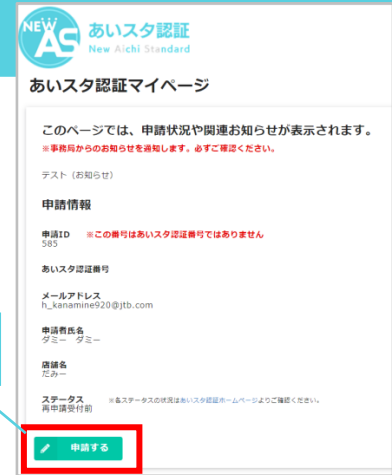 NEW
AS
あいスタ認証
New Aichi Standard
あいスタ認証マイページ
このページでは、申請状況や関連お知らせが表示されます。
※事務局からのお知らせを通知します。必ずご確認ください。
テスト（お知らせ）
申請情報
申請ID ※この番号はあいスタ認証番号ではありません
585
あいスタ認証番号
メールアドレス
h_kanamine920@jtb.com
申請者氏名
ダミー ダミー
店舗名
だみー
ステータス ※各ステータスの状況はあいスタ認証ホームページよりご確認ください。
再申請受付前
申請する